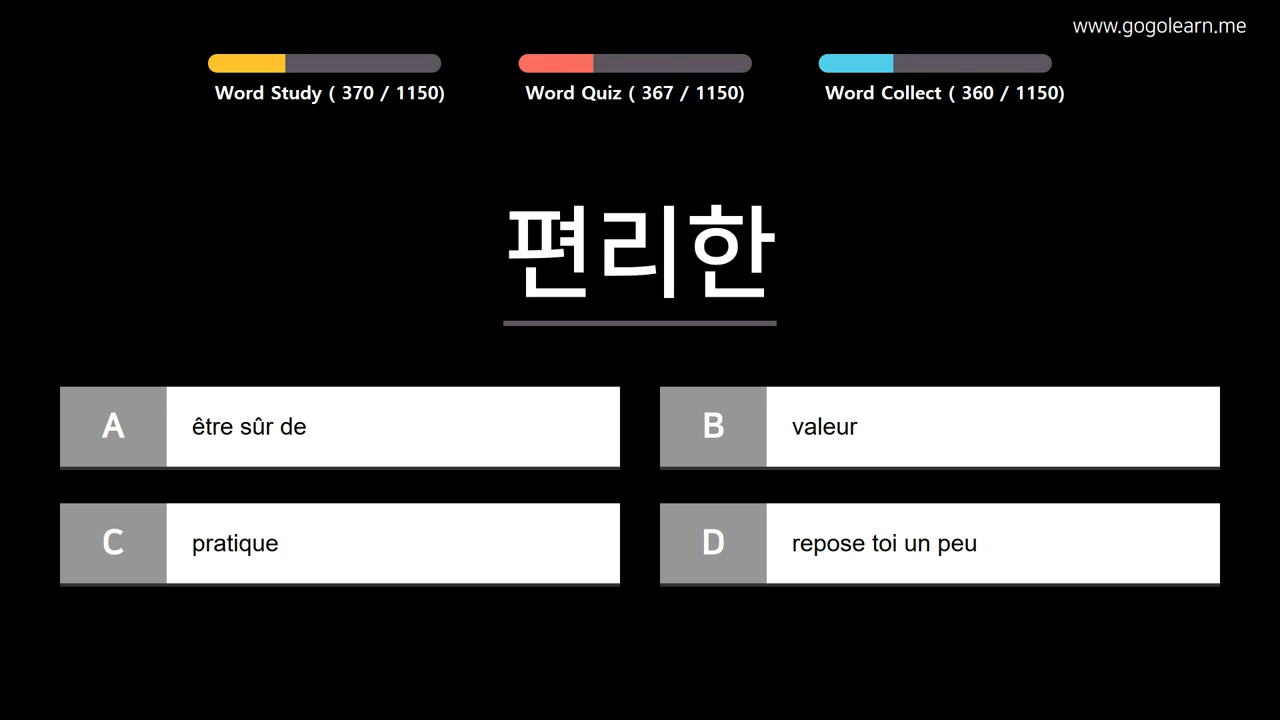 www.gogolearn.me
Word Study ( 370 / 1150)
Word Quiz ( 367 / 1150)
Word Collect ( 360 / 1150)
편리한
A
être sûr de
B
valeur
C
pratique
D
repose toi un peu